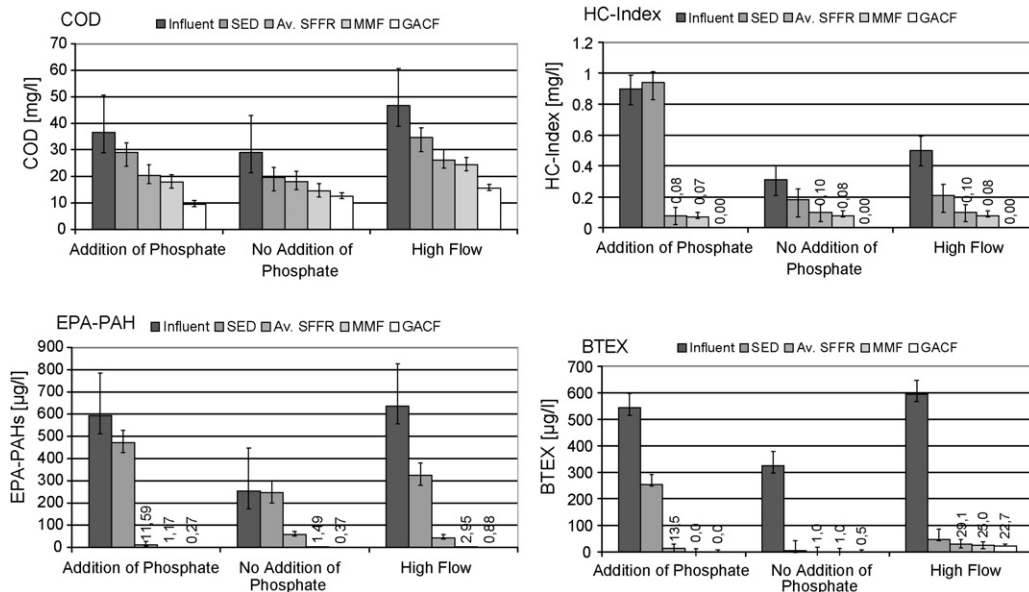 COD
Influent SED Av. SFFR MMF GACF
COD [mg/l]
70
60
50
40
30
20
10
0
Addition of Phosphate
No Addition of
Phosphate
High Flow
HC-Index
Influent SED Av. SFFR MMF GACF
HC-Index [mg/l]
1.2
1
0.8
0.6
0.4
0.2
0
0,08
0,07
0,00
0,10
0,08
0,00
0,10
0,08
0,00
Addition of Phosphate
No Addition of
Phosphate
High Flow
EPA-PAH
Influent SED Av. SFFR MMF GACF
EPA-PAHs [µg/l]
900
800
700
600
500
400
300
200
100
0
11,59
1,17
0,27
1,49
0,37
2,95
0,88
Addition of Phosphate
No Addition of
Phosphate
High Flow
BTEX
Influent SED Av. SFFR MMF GACF
BTEX [µg/l]
700
600
500
400
300
200
100
0
13,5
0,0
0,0
1,0
1,0
0,5
29,1
25,0
22,7
Addition of Phosphate
No Addition of
Phosphate
High Flow